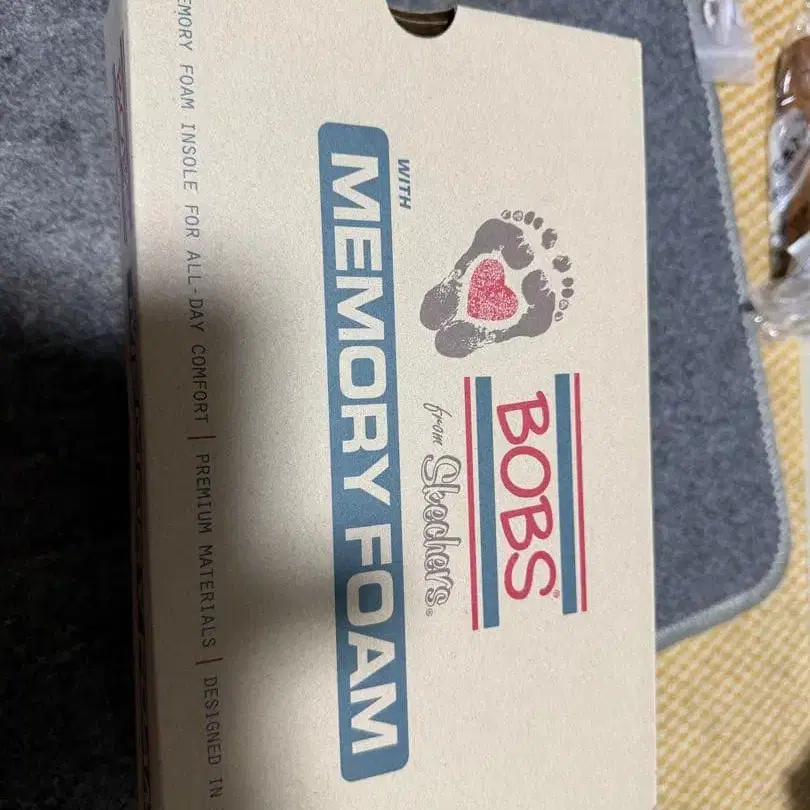 BOBS®
from Skechers®
WITH
MEMORY FOAM
EMORY FOAM INSOLE FOR ALL-DAY COMFORT | PREMIUM MATERIALS | DESIGNED IN